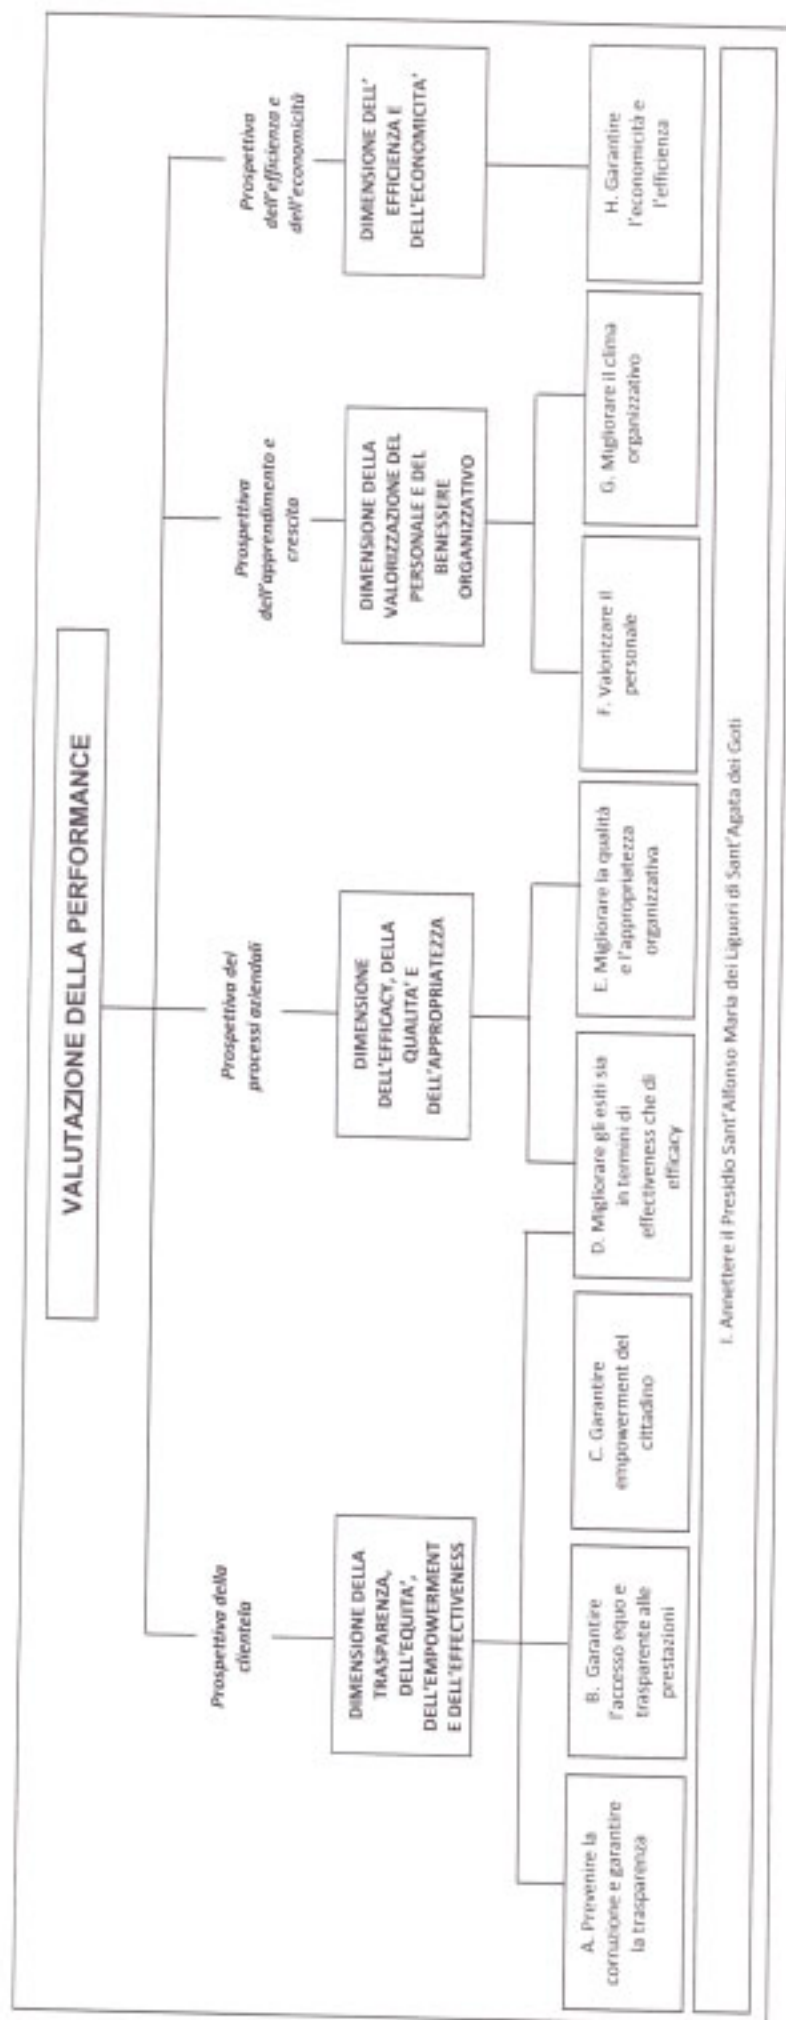 VALUTAZIONE DELLA PERFORMANCE
Prospettiva della
clientela
Prospettiva dei
processi aziendali
Prospettiva
dell'apprendimento e
crescita
Prospettiva
dell'efficienza e
dell'economicità
DIMENSIONE DELLA
TRASPARENZA,
DELL'EQUITA',
DELL'EMPOWERMENT
E DELL'EFFECTIVENESS
DIMENSIONE
DELL'EFFICACY, DELLA
QUALITA' E
DELL'APPROPRIATEZZA
DIMENSIONE DELLA
VALORIZZAZIONE DEL
PERSONALE E DEL
BENESSERE
ORGANIZZATIVO
DIMENSIONE DELL'
EFFICIENZA E
DELL'ECONOMICITA'
A. Prevenire la
corruzione e garantire
la trasparenza
B. Garantire
l'accesso equo e
trasparente alle
prestazioni
C. Garantire
empowerment del
cittadino
D. Migliorare gli esiti sia
in termini di
effectiveness che di
efficacy
E. Migliorare la qualità
e l'appropriatezza
organizzativa
F. Valorizzare il
personale
G. Migliorare il clima
organizzativo
H. Garantire
l'economicità e
l'efficienza
I. Annettere il Presidio Sant'Alfonso Maria dei Liguori di Sant'Agata dei Goti